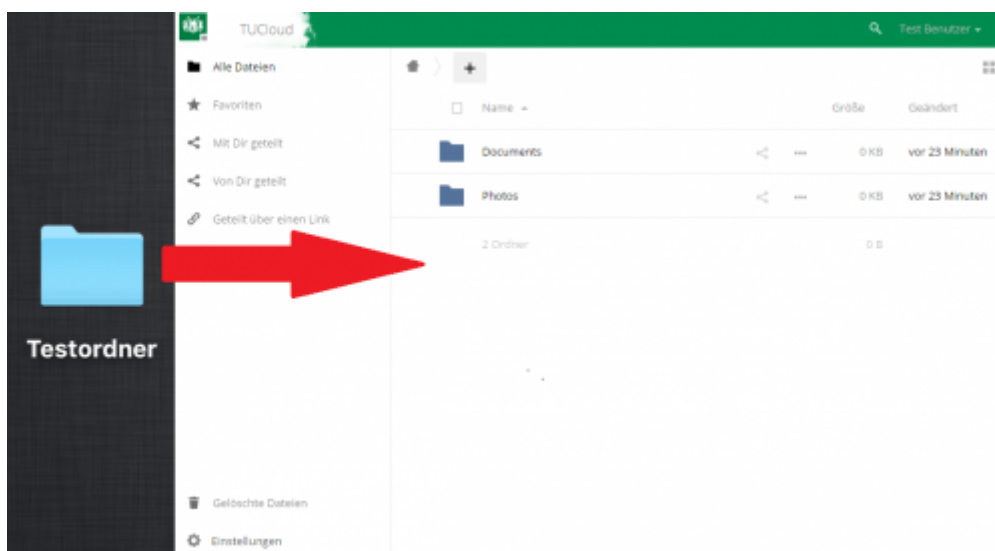 TUCloud
Test Benutzer
Alle Dateien
Favoriten
Mit Dir geteilt
Von Dir geteilt
Geteilt über einen Link
Name
Größe
Geändert
Documents
0 KB
vor 23 Minuten
Photos
0 KB
vor 23 Minuten
2 Ordner
0 B
Testordner
Gelöschte Dateien
Einstellungen